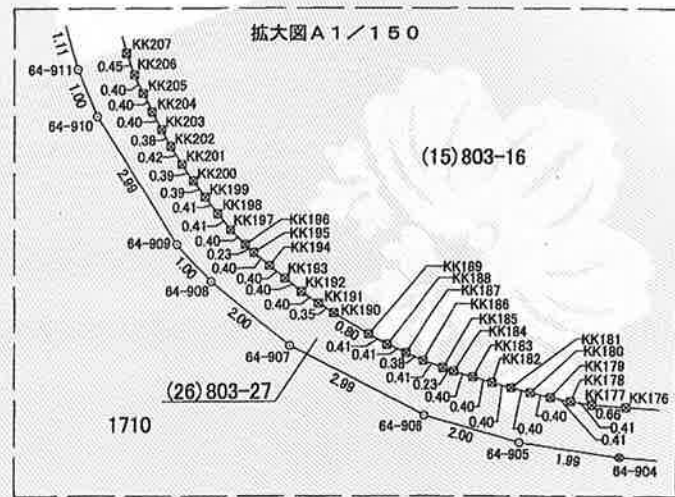 拡大図A1/150
(15)803-16
(26)803-27
1710
1.11
64-911
1.00
64-910
2.99
64-909
1.00
64-908
2.00
64-907
2.99
64-906
2.00
64-905
1.99
64-904
KK207
0.45
KK206
0.40
KK205
0.40
KK204
0.40
KK203
0.38
KK202
0.42
KK201
0.39
KK200
0.39
KK199
0.41
KK198
0.41
KK197
0.40
KK196
0.23
KK195
0.40
KK194
0.40
KK193
0.40
KK192
0.40
KK191
0.35
KK190
0.80
KK189
0.41
KK188
0.41
KK187
0.38
KK186
0.41
KK185
0.23
KK184
0.40
KK183
0.40
KK182
0.40
KK181
0.40
KK180
0.40
KK179
0.41
KK178
0.41
KK177
0.66
KK176